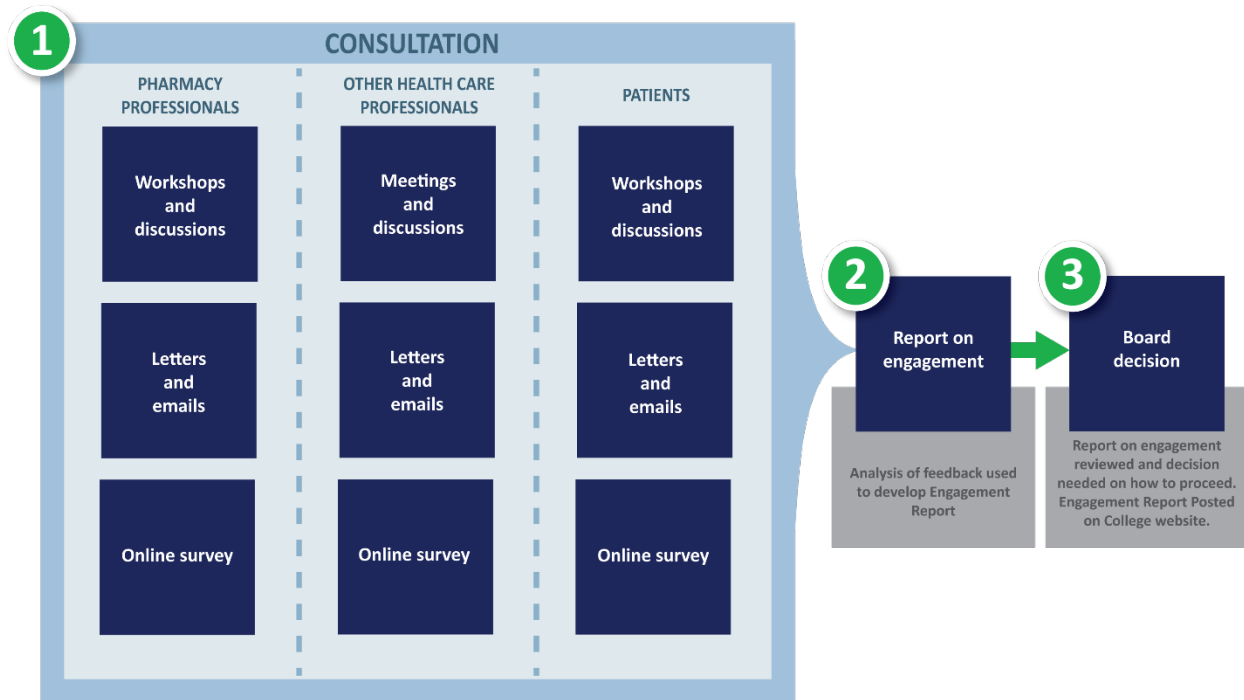 1
CONSULTATION
PHARMACY
PROFESSIONALS
Workshops
and
discussions
Letters
and
emails
Online survey
OTHER HEALTH CARE
PROFESSIONALS
Meetings
and
discussions
Letters
and
emails
Online survey
PATIENTS
Workshops
and
discussions
Letters
and
emails
Online survey
2
Report on
engagement
Analysis of feedback used
to develop Engagement
Report
3
Board
decision
Report on engagement
reviewed and decision
needed on how to proceed.
Engagement Report Posted
on College website.